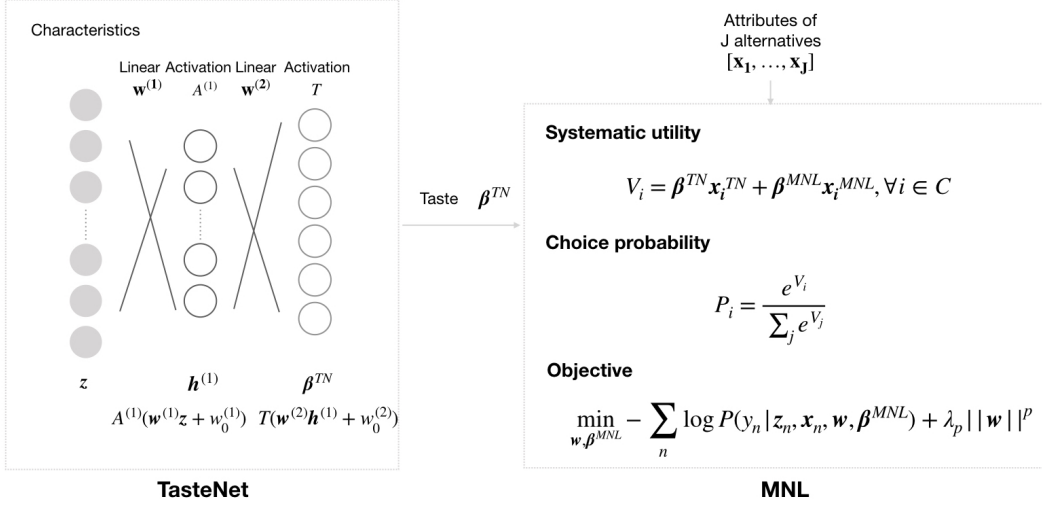 Characteristics
Linear Activation Linear Activation
w^(1) A^(1) w^(2) T
z h^(1) β^TN
A^(1)(w^(1)z + w_0^(1)) T(w^(2)h^(1) + w_0^(2))
TasteNet
Taste β^TN
Attributes of
J alternatives
[x_1, …, x_J]
Systematic utility
V_i = β^TN x_i^TN + β^MNL x_i^MNL, ∀i ∈ C
Choice probability
P_i = e^{V_i} / ∑_j e^{V_j}
Objective
min_{w,β^MNL} − ∑_n log P(y_n | z_n, x_n, w, β^MNL) + λ_p ||w||^p
MNL